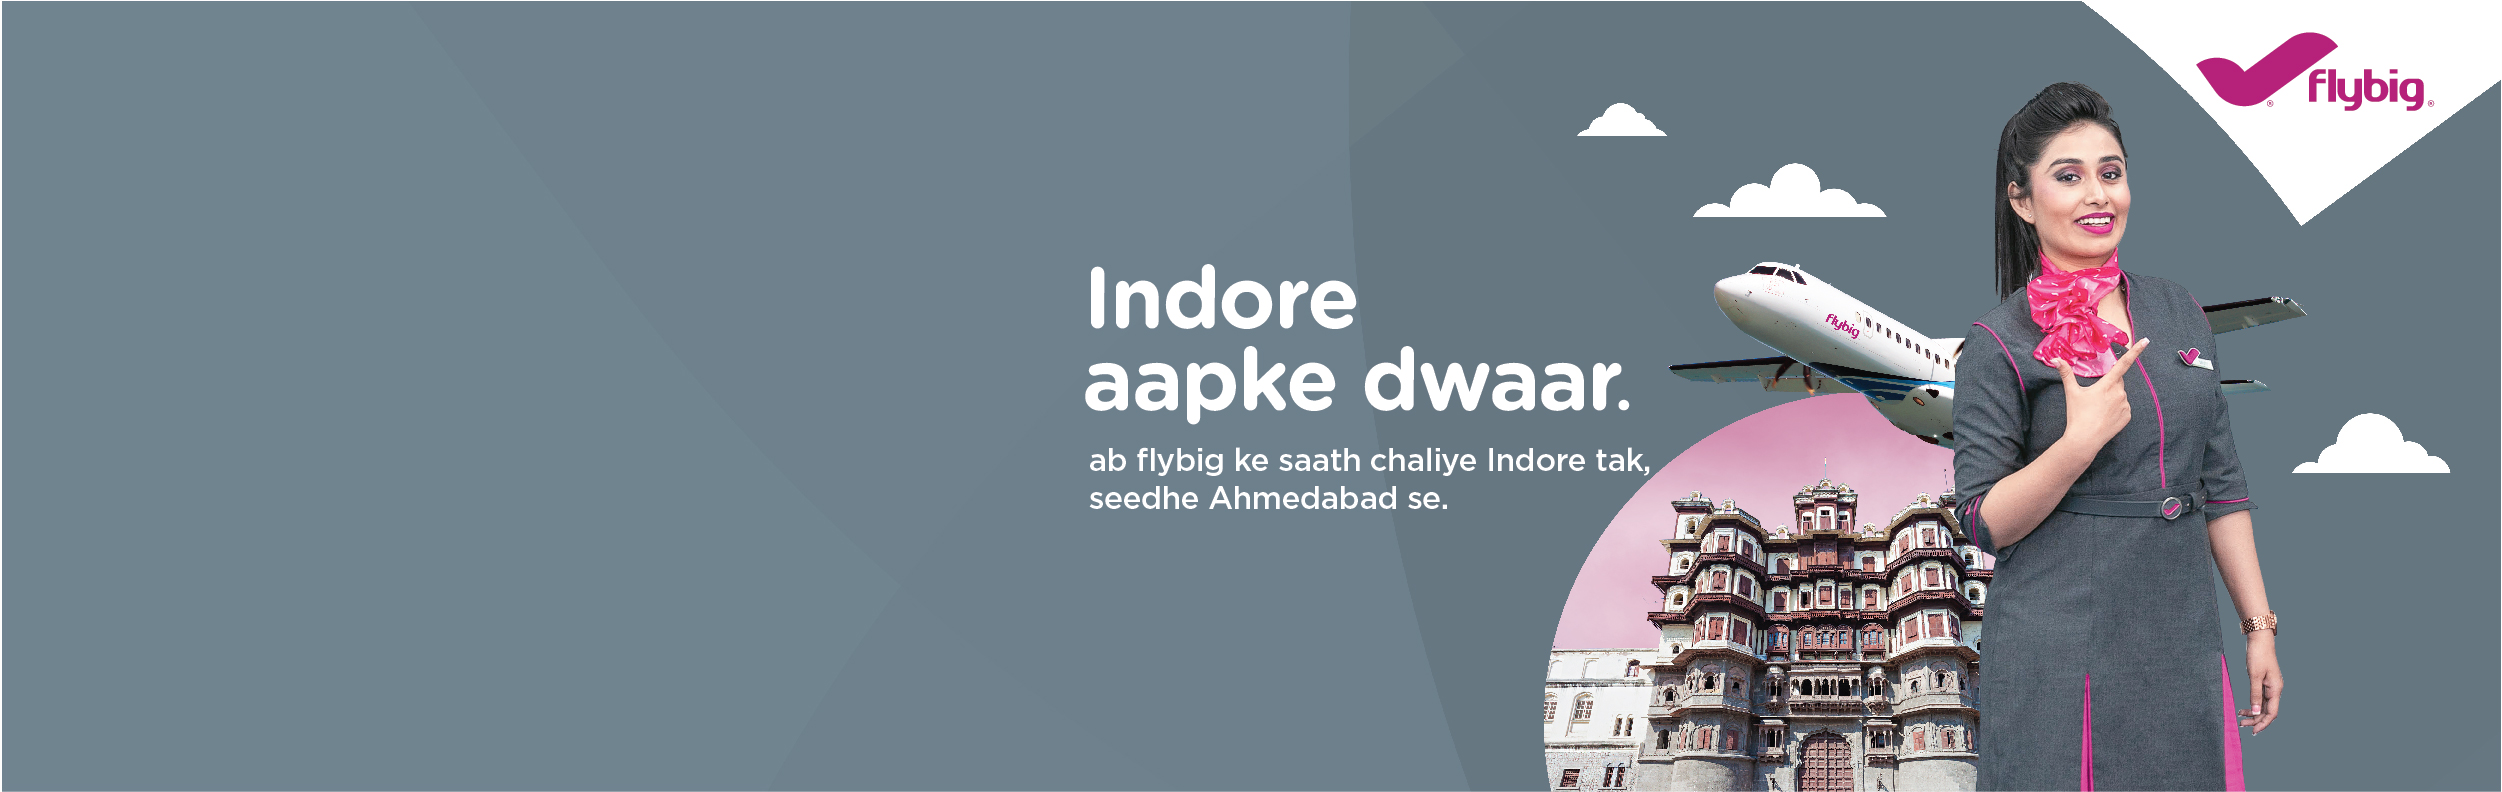 flybig
Indore
aapke dwaar.
ab flybig ke saath chaliye Indore tak,
seedhe Ahmedabad se.
flybig